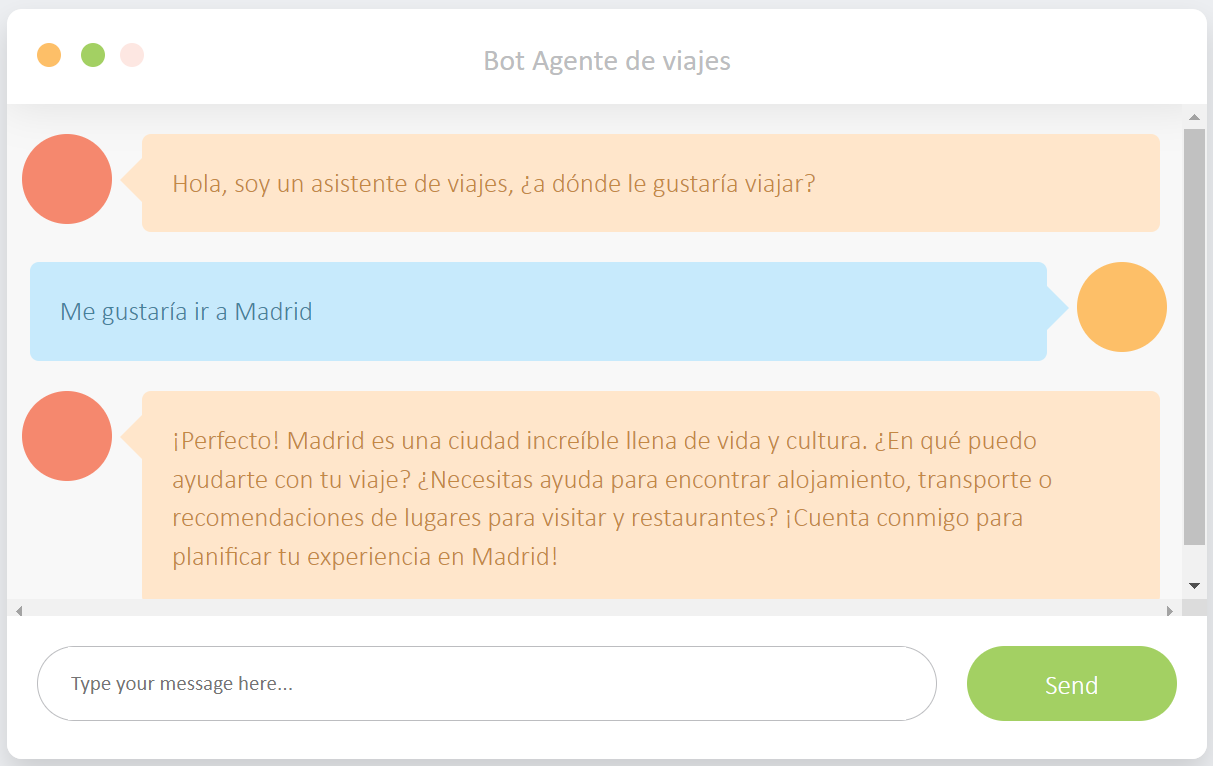 Bot Agente de viajes
Hola, soy un asistente de viajes, ¿a dónde le gustaría viajar?
Me gustaría ir a Madrid
¡Perfecto! Madrid es una ciudad increíble llena de vida y cultura. ¿En qué puedo
ayudarte con tu viaje? ¿Necesitas ayuda para encontrar alojamiento, transporte o
recomendaciones de lugares para visitar y restaurantes? ¡Cuenta conmigo para
planificar tu experiencia en Madrid!
Type your message here...
Send